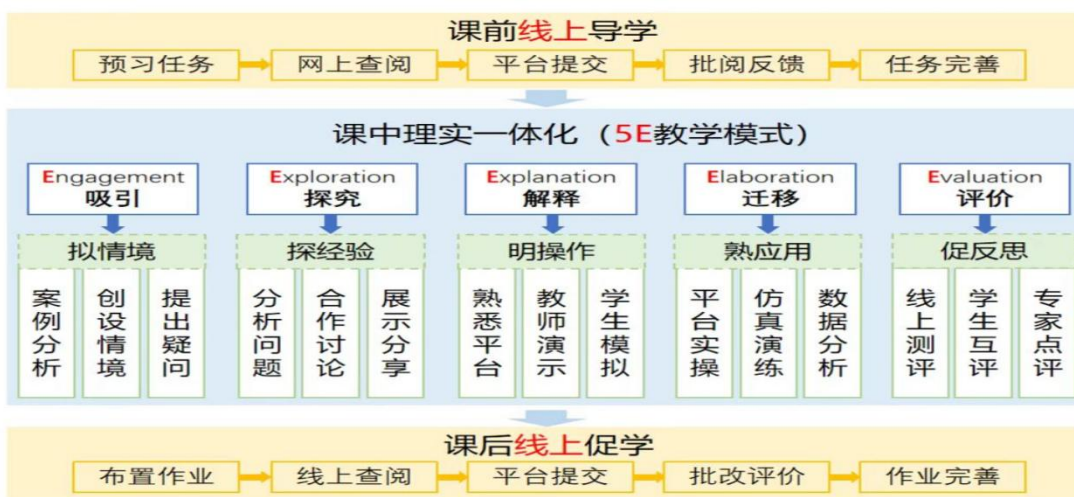 课前线上导学
预习任务
网上查阅
平台提交
批阅反馈
任务完善
课中理实一体化（5E教学模式）
Engagement
吸引
拟情境
案例分析
创设情境
提出疑问
Exploration
探究
探经验
分析问题
合作讨论
展示分享
Explanation
解释
明操作
熟悉平台
教师演示
学生模拟
Elaboration
迁移
熟应用
平台实操
仿真演练
数据分析
Evaluation
评价
促反思
线上测评
学生互评
专家点评
课后线上促学
布置作业
线上查阅
平台提交
批改评价
作业完善